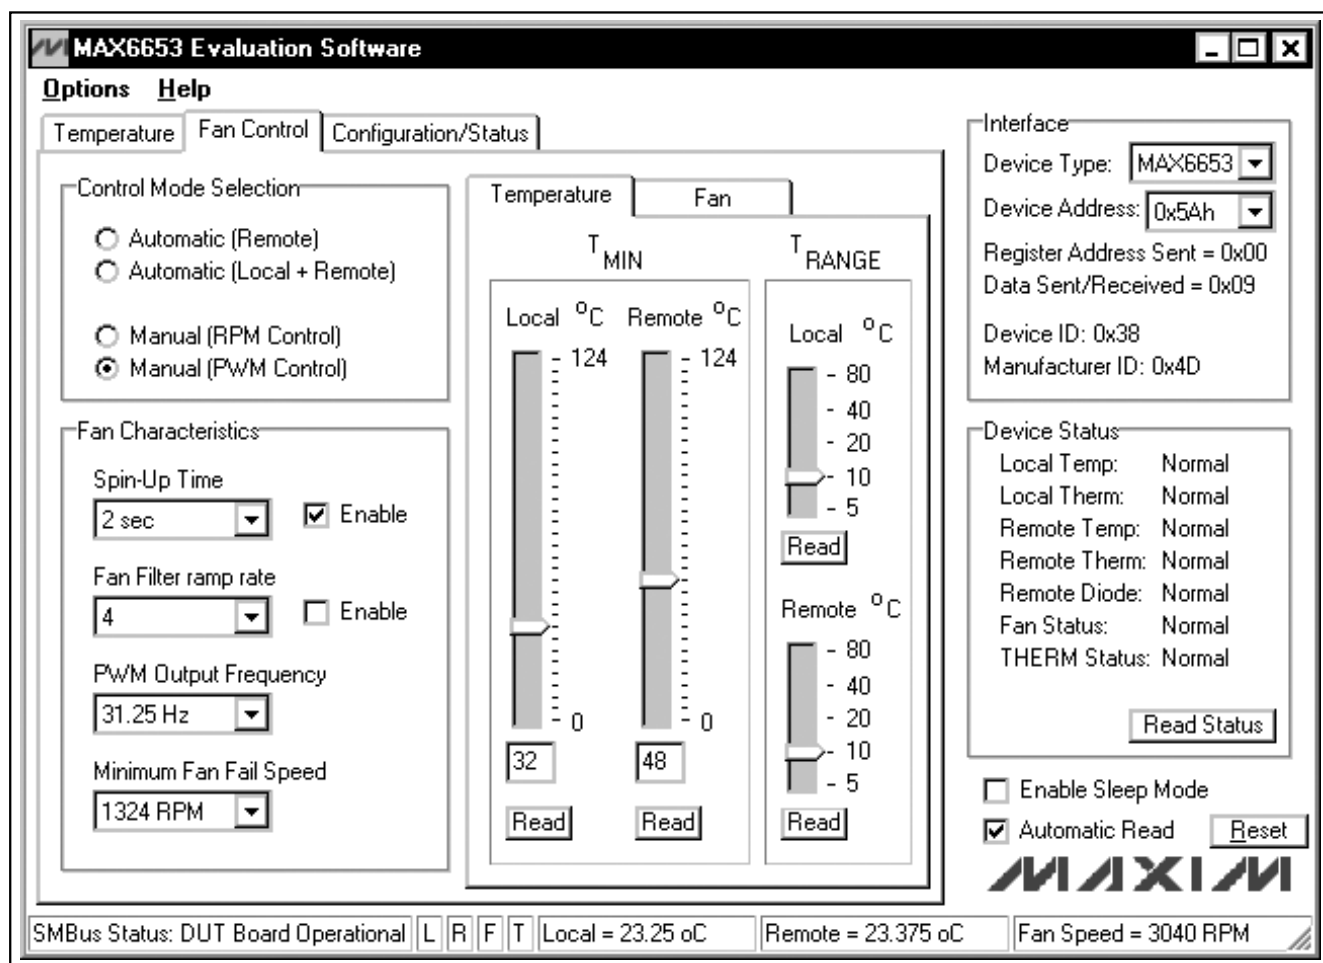 MAX6653 Evaluation Software
Options Help
Temperature Fan Control Configuration/Status
Control Mode Selection
Automatic (Remote)
Automatic (Local + Remote)
Manual (RPM Control)
Manual (PWM Control)
Fan Characteristics
Spin-Up Time
2 sec Enable
Fan Filter ramp rate
4 Enable
PWM Output Frequency
31.25 Hz
Minimum Fan Fail Speed
1324 RPM
Temperature Fan
TMIN
Local oC Remote oC
124 124
0 0
32 48
Read Read
TRANGE
Local oC
80
40
20
10
5
Read
Remote oC
80
40
20
10
5
Read
Interface
Device Type: MAX6653
Device Address: 0x5Ah
Register Address Sent = 0x00
Data Sent/Received = 0x09
Device ID: 0x38
Manufacturer ID: 0x4D
Device Status
Local Temp: Normal
Local Therm: Normal
Remote Temp: Normal
Remote Therm: Normal
Remote Diode: Normal
Fan Status: Normal
THERM Status: Normal
Read Status
Enable Sleep Mode
Automatic Read Reset
MAXIM
SMBus Status: DUT Board Operational L R F T Local = 23.25 oC Remote = 23.375 oC Fan Speed = 3040 RPM